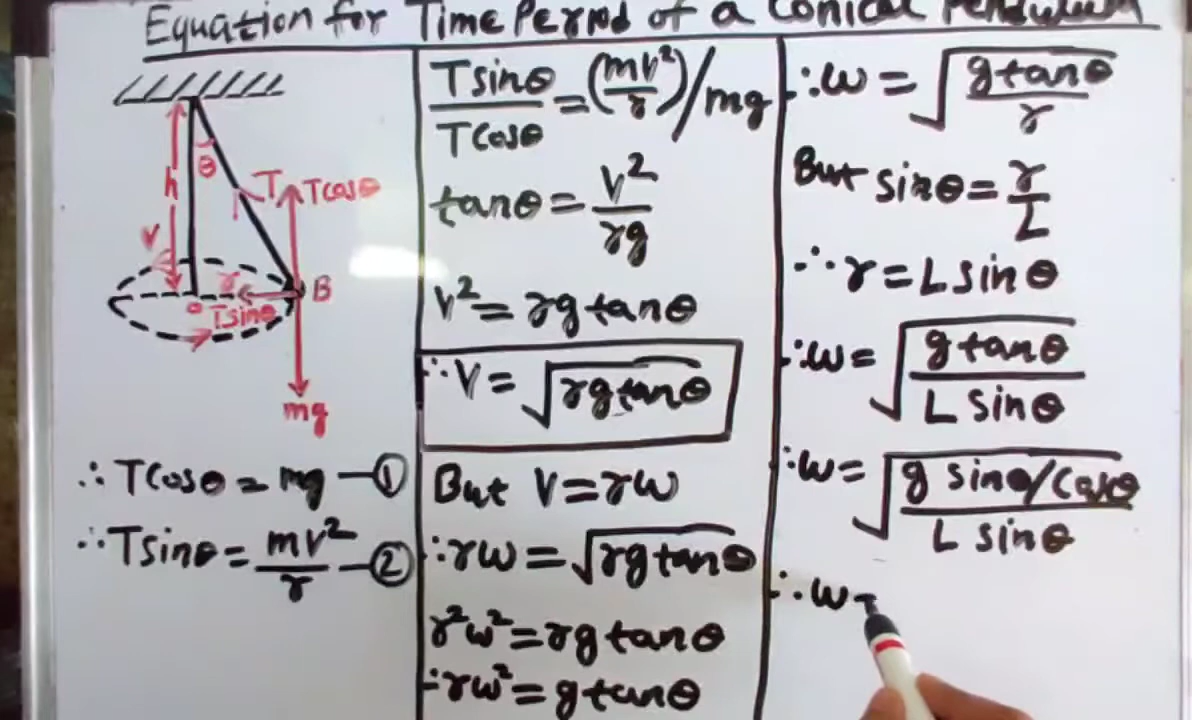 Equation for Time Period of a Conical Pendulum
h
θ
T
Tcosθ
V
r
B
o
Tsinθ
mg
∴ Tcosθ = mg —①
∴ Tsinθ = mv²/r —②
Tsinθ/Tcosθ = (mv²/r)/mg
tanθ = v²/rg
v² = rg tanθ
∴ V = √rg tanθ
But V = rω
∴ rω = √rg tanθ
r²ω² = rg tanθ
∴ rω² = g tanθ
∴ ω = √g tanθ/r
But sinθ = r/L
∴ r = L sinθ
∴ ω = √g tanθ/L sinθ
∴ ω = √g sinθ/cosθ/L sinθ
∴ ω =